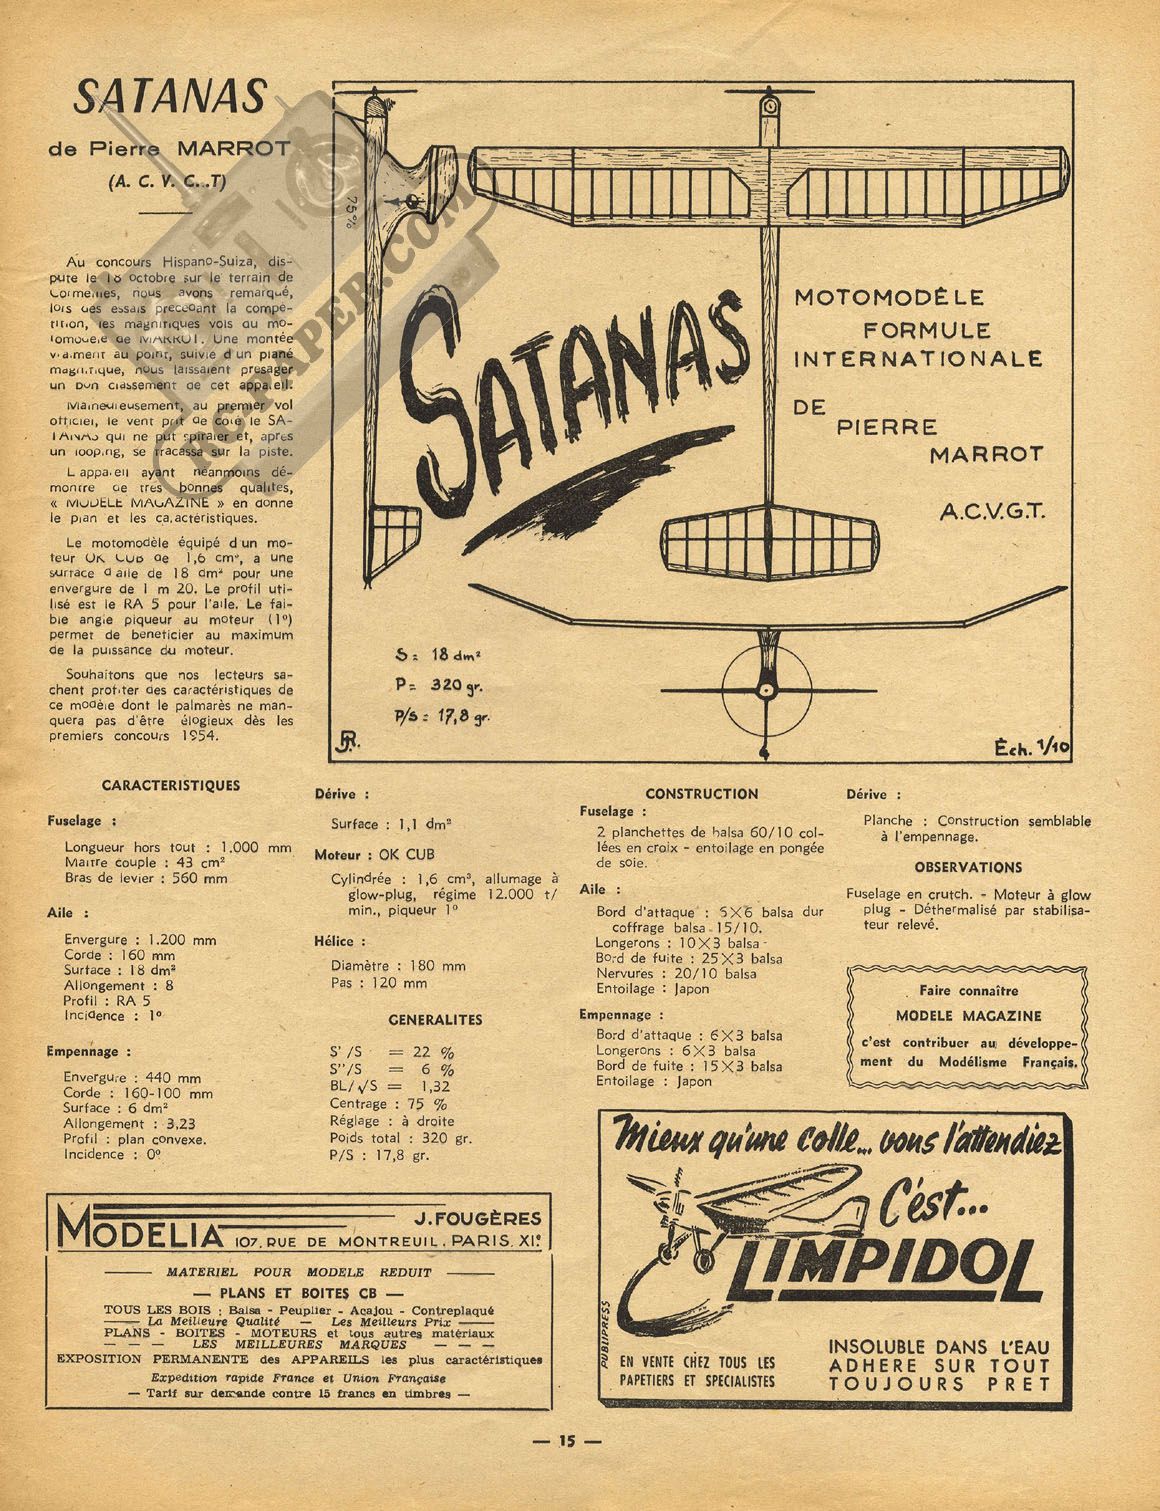 SATANAS
de Pierre MARROT
(A. C. V. G..T)
Au concours Hispano-Suiza, dis-
puté le 18 octobre sur le terrain de
Cormeilles, nous avons remarqué,
lors des essais précédant la compé-
tition, les magnifiques vols du mo-
tomodèle de MARROT. Une montée
vraiment au point, suivie d'un plané
magnifique, nous laissaient présager
un bon classement de cet appareil.
Malheureusement, au premier vol
officiel, le vent prit de côté le SA-
TANAS qui ne put spiraler et, après
un looping, se fracassa sur la piste.
L'appareil ayant néanmoins dé-
montré de très bonnes qualités,
« MODELE MAGAZINE » en donne
le plan et les caractéristiques.
Le motomodèle équipé d'un mo-
teur OK CUB de 1,6 cm³, a une
surface d'aile de 18 dm² pour une
envergure de 1 m 20. Le profil uti-
lisé est le RA 5 pour l'aile. Le fai-
ble angle piqueur au moteur (1°)
permet de bénéficier au maximum
de la puissance du moteur.
Souhaitons que nos lecteurs sa-
chent profiter des caractéristiques de
ce modèle dont le palmarès ne man-
quera pas d'être élogieux dès les
premiers concours 1954.
75%
SATANAS
MOTOMODÈLE
FORMULE
INTERNATIONALE
DE
PIERRE
MARROT
A.C.V.G.T.
S = 18 dm²
P = 320 gr.
P/S = 17,8 gr.
JR.
Éch. 1/10
RCPAPER.COM
CARACTERISTIQUES
Fuselage :
Longueur hors tout : 1.000 mm
Maître couple : 43 cm²
Bras de levier : 560 mm
Aile :
Envergure : 1.200 mm
Corde : 160 mm
Surface : 18 dm²
Allongement : 8
Profil : RA 5
Incidence : 1°
Empennage :
Envergure : 440 mm
Corde : 160-100 mm
Surface : 6 dm²
Allongement : 3,23
Profil : plan convexe.
Incidence : 0°
Dérive :
Surface : 1,1 dm²
Moteur : OK CUB
Cylindrée : 1,6 cm³, allumage à
glow-plug, régime 12.000 t/
min., piqueur 1°
Hélice :
Diamètre : 180 mm
Pas : 120 mm
GENERALITES
S'/S = 22 %
S"/S = 6 %
BL/√S = 1,32
Centrage : 75 %
Réglage : à droite
Poids total : 320 gr.
P/S : 17,8 gr.
CONSTRUCTION
Fuselage :
2 planchettes de balsa 60/10 col-
lées en croix - entoilage en pongée
de soie.
Aile :
Bord d'attaque : 5X6 balsa dur
coffrage balsa 15/10.
Longerons : 10X3 balsa
Bord de fuite : 25X3 balsa
Nervures : 20/10 balsa
Entoilage : Japon
Empennage :
Bord d'attaque : 6X3 balsa
Longerons : 6X3 balsa
Bord de fuite : 15X3 balsa
Entoilage : Japon
Dérive :
Planche : Construction semblable
à l'empennage.
OBSERVATIONS
Fuselage en crutch. - Moteur à glow
plug - Déthermalisé par stabilisa-
teur relevé.
Faire connaître
MODELE MAGAZINE
c'est contribuer au développe-
ment du Modélisme Français.
MODELIA
J. FOUGÈRES
107, RUE DE MONTREUIL. PARIS. XIe
MATERIEL POUR MODELE REDUIT
— PLANS ET BOITES CB —
TOUS LES BOIS : Balsa - Peuplier - Acajou - Contreplaqué
La Meilleure Qualité — Les Meilleurs Prix
PLANS - BOITES - MOTEURS et tous autres matériaux
— — — LES MEILLEURES MARQUES — — —
EXPOSITION PERMANENTE des APPAREILS les plus caractéristiques
Expédition rapide France et Union Française
— Tarif sur demande contre 15 francs en timbres —
Mieux qu'une colle... vous l'attendiez
C'est...
LIMPIDOL
PUBLIPRESS
EN VENTE CHEZ TOUS LES
PAPETIERS ET SPECIALISTES
INSOLUBLE DANS L'EAU
ADHERE SUR TOUT
TOUJOURS PRET
— 15 —